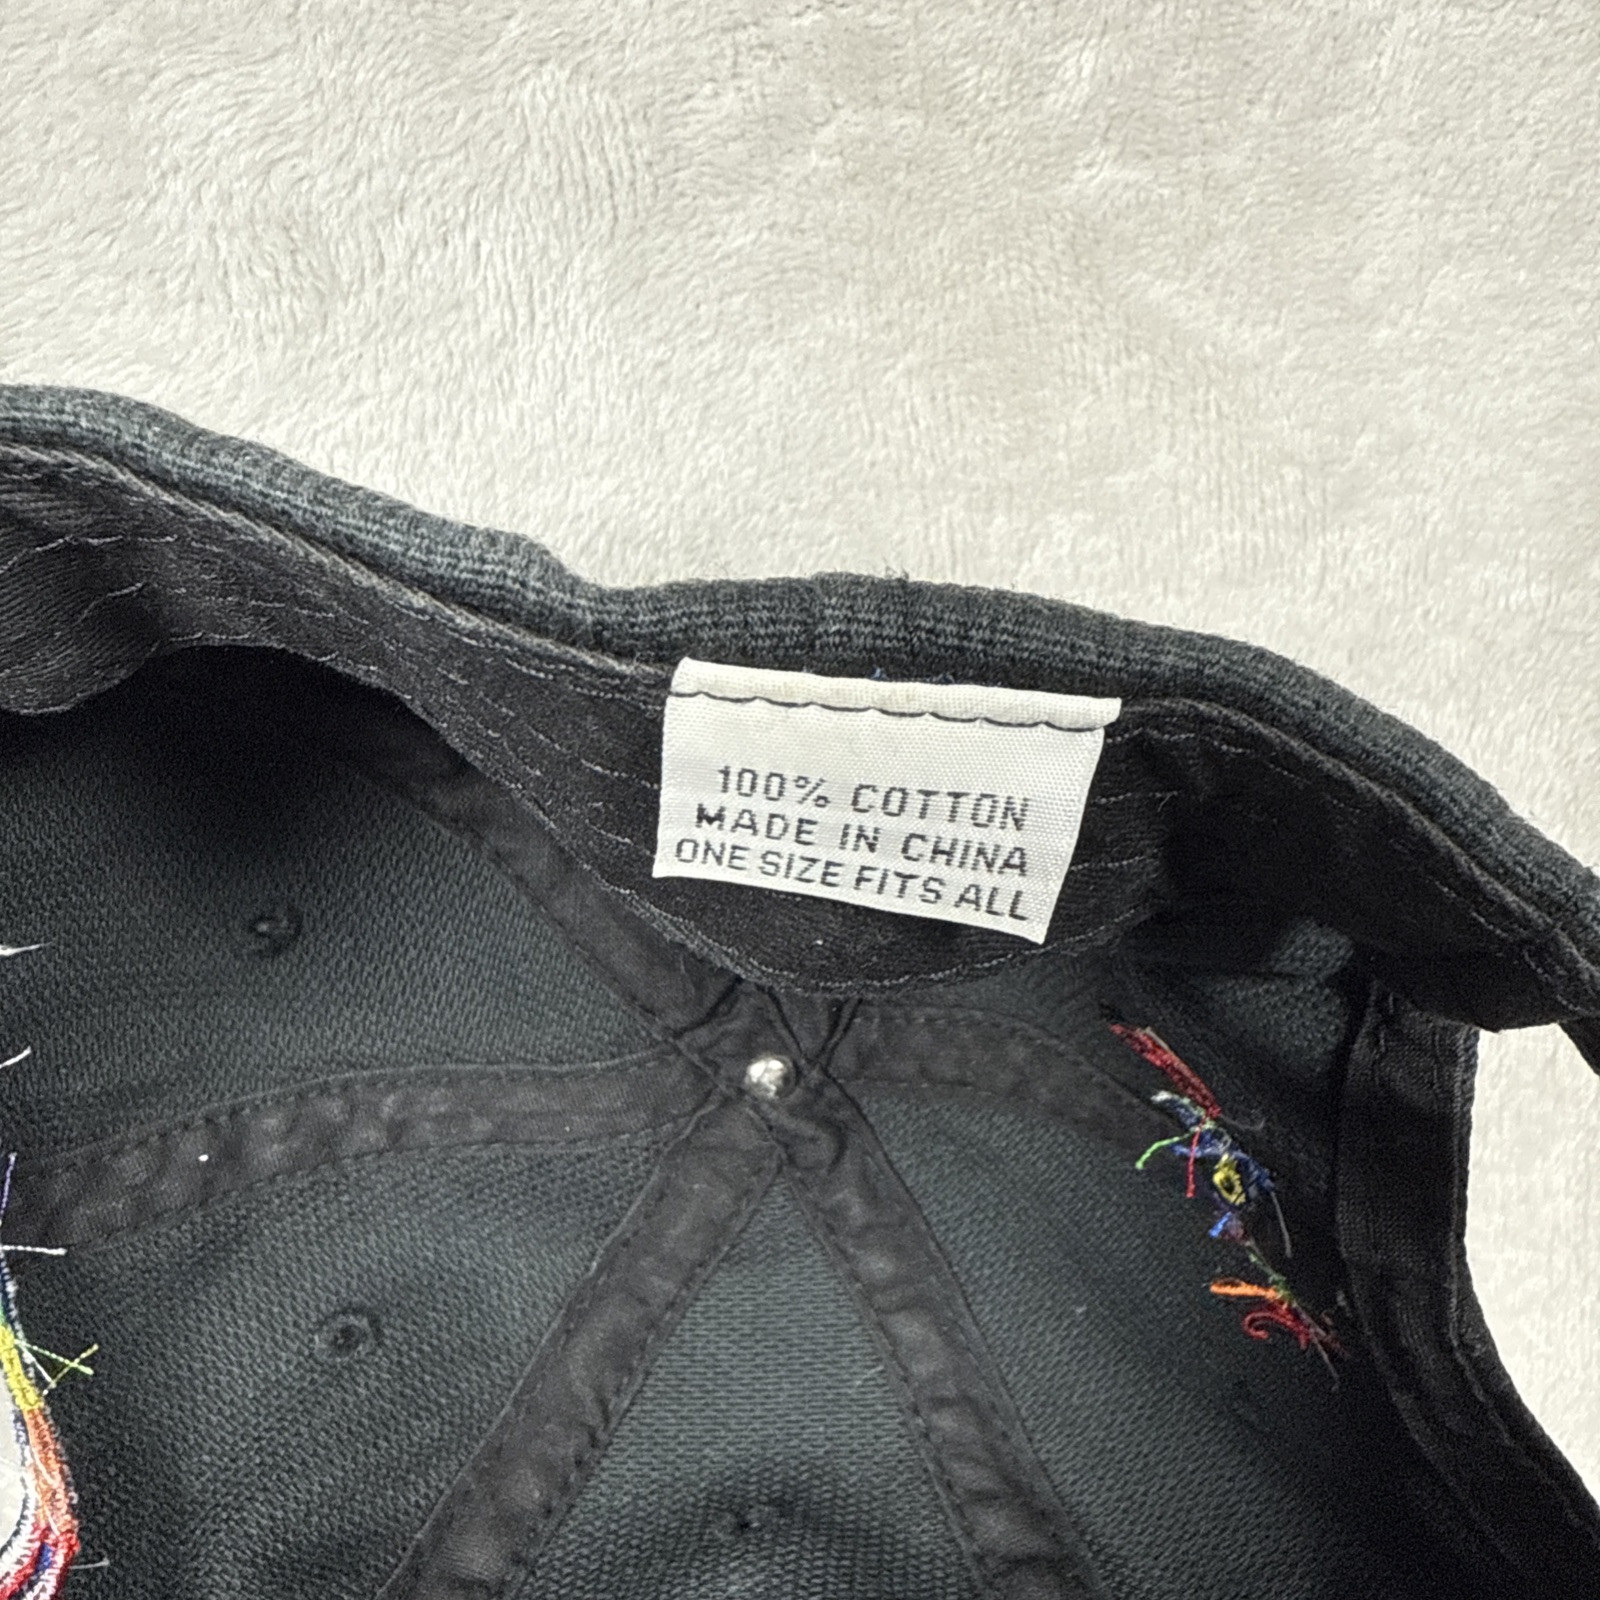 100% COTTON
MADE IN CHINA
ONE SIZE FITS ALL